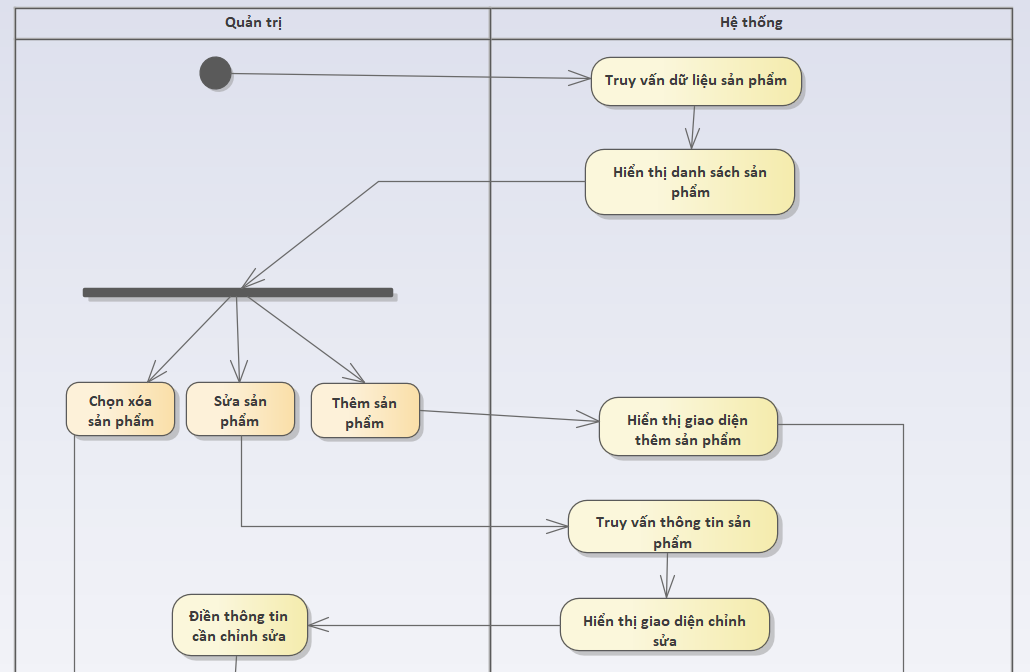 Quản trị
Hệ thống
Truy vấn dữ liệu sản phẩm
Hiển thị danh sách sản
phẩm
Chọn xóa
sản phẩm
Sửa sản
phẩm
Thêm sản
phẩm
Hiển thị giao diện
thêm sản phẩm
Truy vấn thông tin sản
phẩm
Điền thông tin
cần chỉnh sửa
Hiển thị giao diện chỉnh
sửa